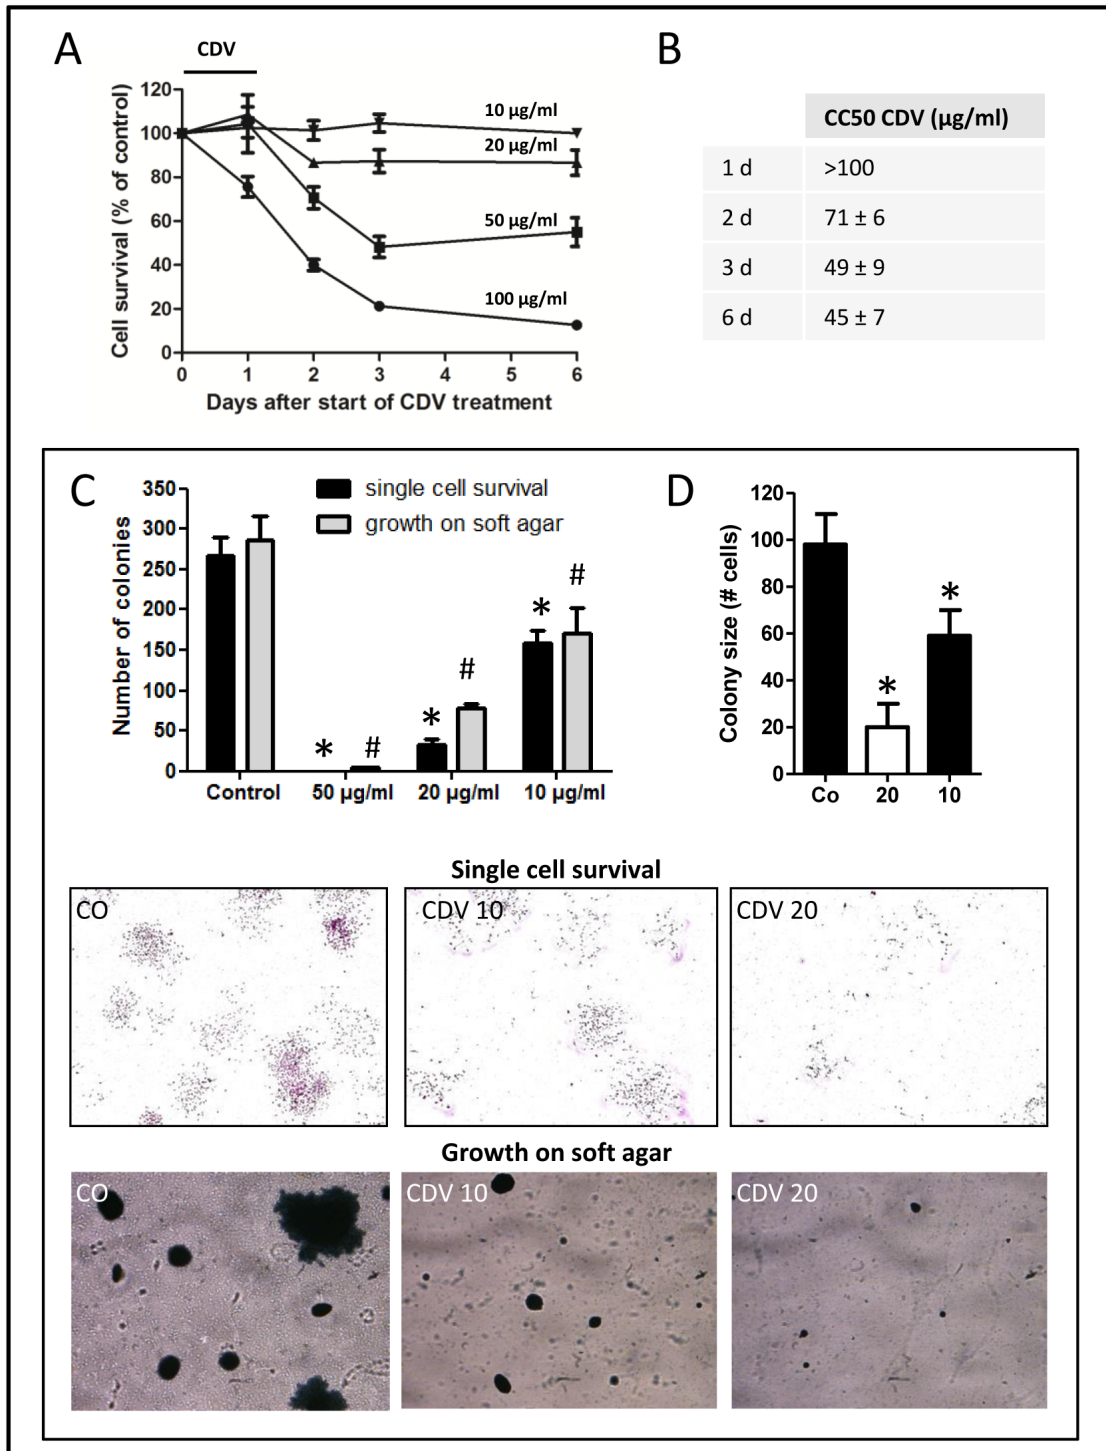 A
CDV
120
100
80
60
40
20
0
Cell survival (% of control)
10 µg/ml
20 µg/ml
50 µg/ml
100 µg/ml
0 1 2 3 4 5 6
Days after start of CDV treatment
B
CC50 CDV (µg/ml)
1 d >100
2 d 71 ± 6
3 d 49 ± 9
6 d 45 ± 7
C
350
300
250
200
150
100
50
0
Number of colonies
single cell survival
growth on soft agar
* # * # * #
Control 50 µg/ml 20 µg/ml 10 µg/ml
D
120
100
80
60
40
20
0
Colony size (# cells)
* *
Co 20 10
Single cell survival
CO CDV 10 CDV 20
Growth on soft agar
CO CDV 10 CDV 20